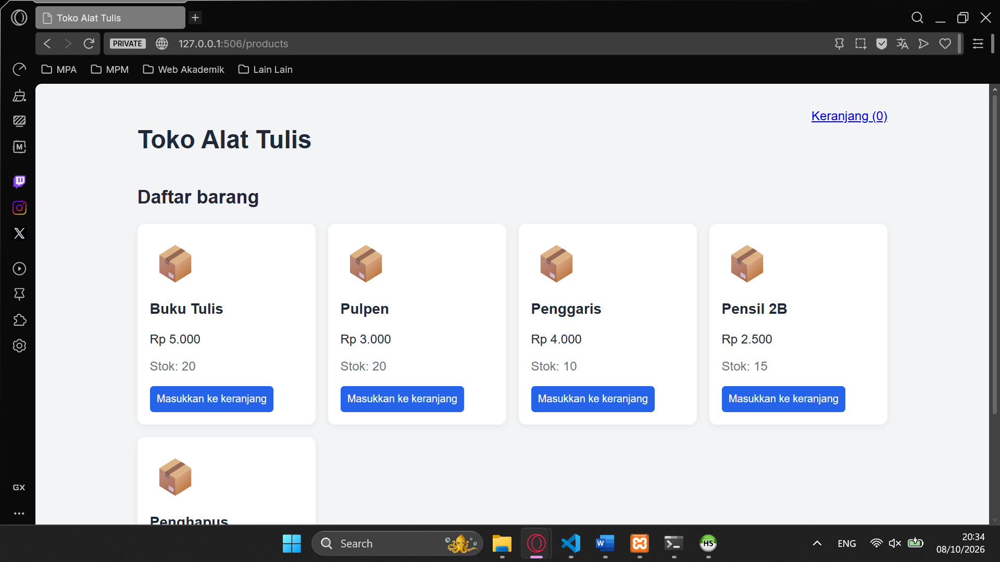 Toko Alat Tulis
PRIVATE 127.0.0.1:506/products
MPA MPM Web Akademik Lain Lain
M
Keranjang (0)
Toko Alat Tulis
Daftar barang
Buku Tulis
Rp 5.000
Stok: 20
Masukkan ke keranjang
Pulpen
Rp 3.000
Stok: 20
Masukkan ke keranjang
Penggaris
Rp 4.000
Stok: 10
Masukkan ke keranjang
Pensil 2B
Rp 2.500
Stok: 15
Masukkan ke keranjang
Penghapus
GX
Search
W
HS
ENG
20:34
08/10/2026